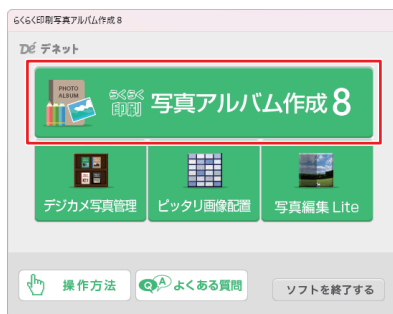 らくらく印刷写真アルバム作成 8
Dé デネット
PHOTO
ALBUM
らくらく
印刷
写真アルバム作成 8
デジカメ写真管理
ピッタリ画像配置
写真編集 Lite
操作方法
Q A よくある質問
ソフトを終了する